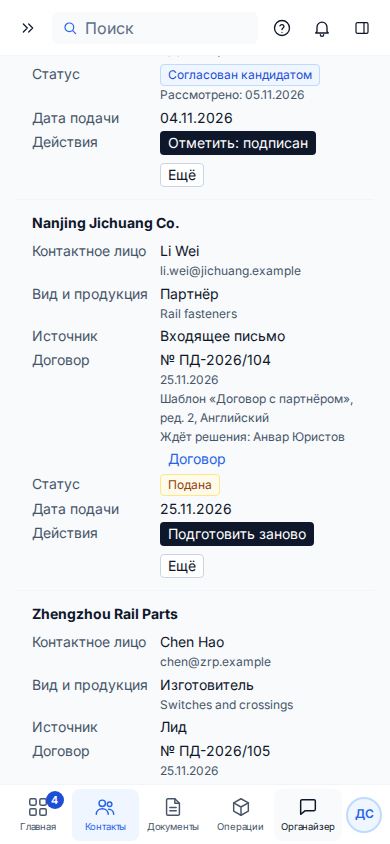 Поиск
Статус
Согласован кандидатом
Рассмотрено: 05.11.2026
Дата подачи
04.11.2026
Действия
Отметить: подписан
Ещё
Nanjing Jichuang Co.
Контактное лицо
Li Wei
li.wei@jichuang.example
Вид и продукция
Партнёр
Rail fasteners
Источник
Входящее письмо
Договор
№ ПД-2026/104
25.11.2026
Шаблон «Договор с партнёром»,
ред. 2, Английский
Ждёт решения: Анвар Юристов
Договор
Статус
Подана
Дата подачи
25.11.2026
Действия
Подготовить заново
Ещё
Zhengzhou Rail Parts
Контактное лицо
Chen Hao
chen@zrp.example
Вид и продукция
Изготовитель
Switches and crossings
Источник
Лид
Договор
№ ПД-2026/105
25.11.2026
4
Главная
Контакты
Документы
Операции
Органайзер
ДС